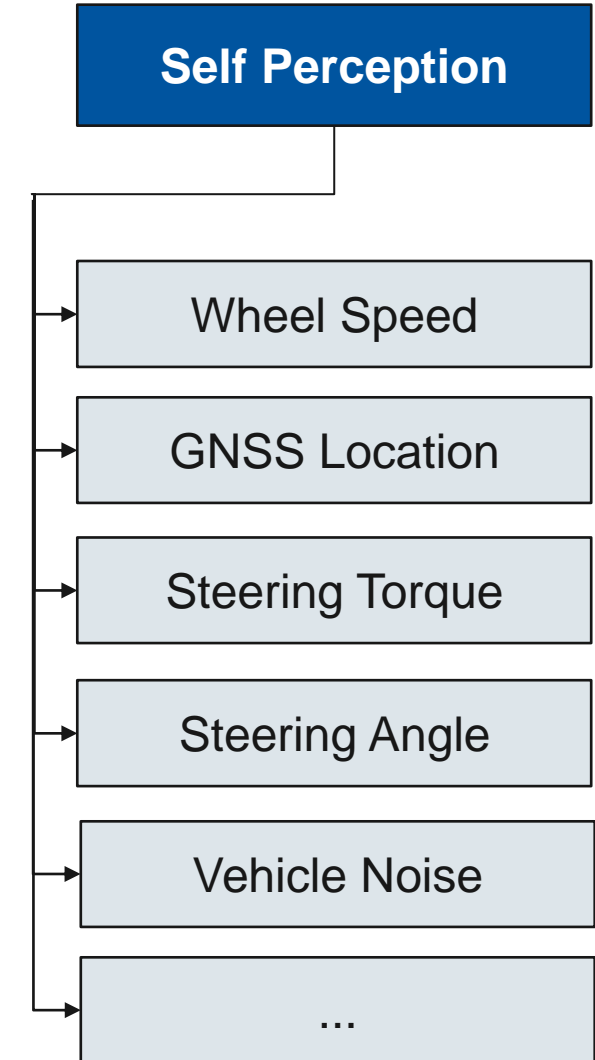 Self Perception
Wheel Speed
GNSS Location
Steering Torque
Steering Angle
Vehicle Noise
...